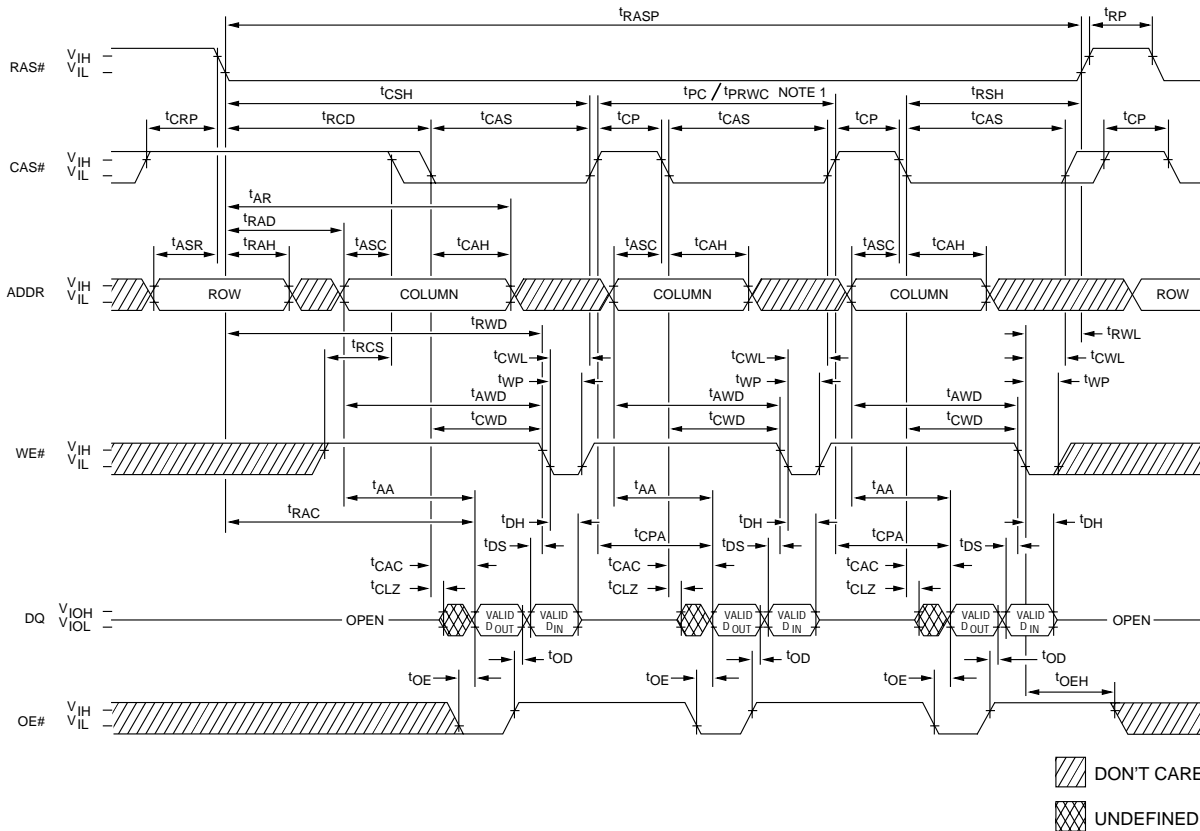 tRASP tRP
RAS# VIH
VIL
tCSH tPC / tPRWC NOTE 1 tRSH
tCRP tRCD tCAS tCP tCAS tCP tCAS tCP
CAS# VIH
VIL
tAR
tRAD
tASR tRAH tASC tCAH tASC tCAH tASC tCAH
ADDR VIH
VIL
ROW COLUMN COLUMN COLUMN ROW
tRWD tRWL
tRCS tCWL tCWL tCWL
tWP tWP tWP
tAWD tAWD tAWD
tCWD tCWD tCWD
WE# VIH
VIL
tAA tAA tAA
tRAC tDH tDH tDH
tCPA tCPA
tDS tDS tDS
tCAC tCAC tCAC
tCLZ tCLZ tCLZ
DQ VIOH
VIOL
OPEN VALID VALID VALID VALID VALID VALID OPEN
DOUT DIN DOUT DIN DOUT DIN
tOD tOD tOD
tOE tOE tOE tOEH
OE# VIH
VIL
DON'T CARE
UNDEFINED